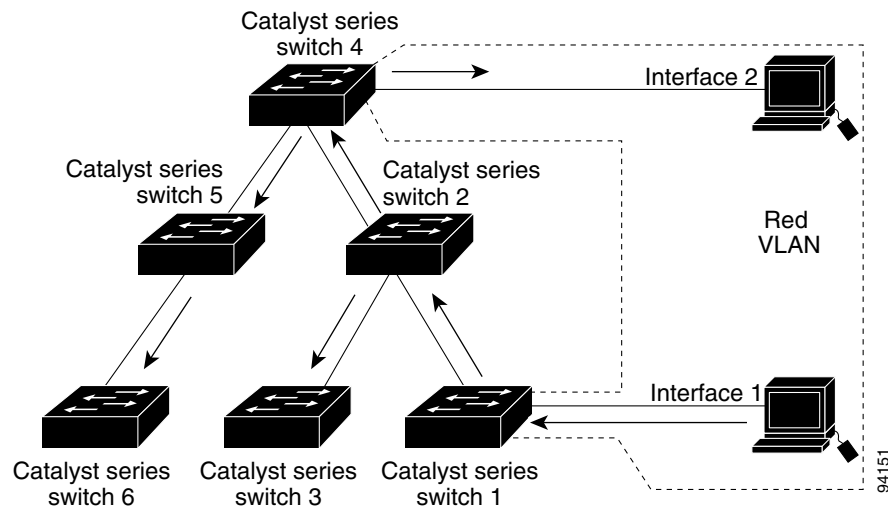 Catalyst series
switch 4
Interface 2
Catalyst series
switch 5
Catalyst series
switch 2
Red
VLAN
Interface 1
Catalyst series
switch 6
Catalyst series
switch 3
Catalyst series
switch 1
94151